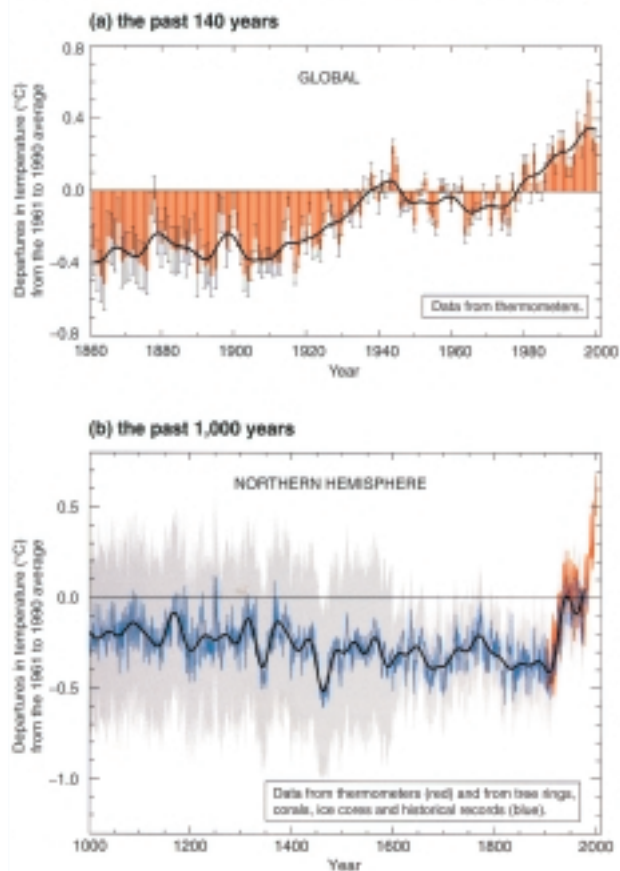 (a) the past 140 years
GLOBAL
Departures in temperature (°C)
from the 1961 to 1990 average
0.8
0.4
0.0
−0.4
−0.8
Data from thermometers.
1860 1880 1900 1920 1940 1960 1980 2000
Year
(b) the past 1,000 years
NORTHERN HEMISPHERE
Departures in temperature (°C)
from the 1961 to 1990 average
0.5
0.0
−0.5
−1.0
Data from thermometers (red) and from tree rings,
corals, ice cores and historical records (blue).
1000 1200 1400 1600 1800 2000
Year